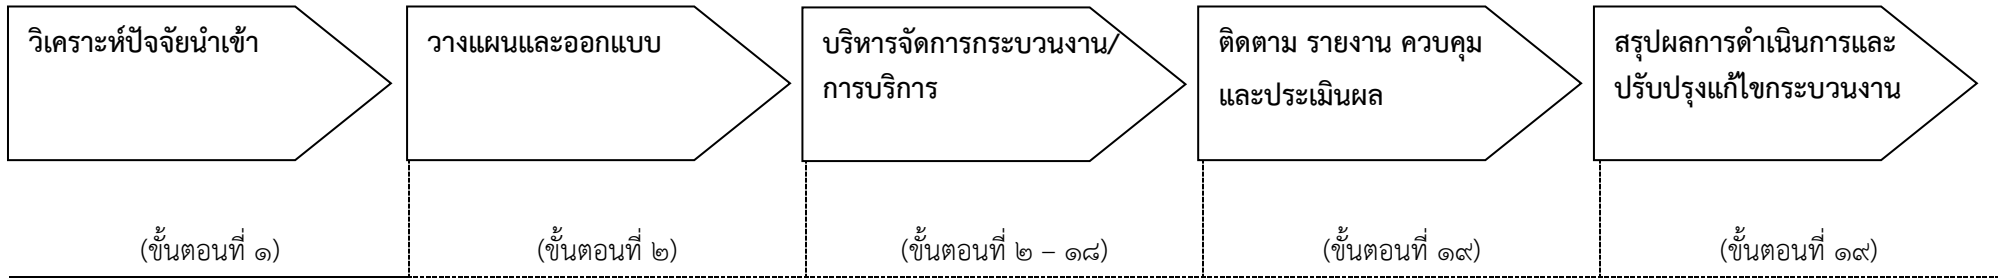 วิเคราะห์ปัจจัยนำเข้า
วางแผนและออกแบบ
บริหารจัดการกระบวนงาน/
การบริการ
ติดตาม รายงาน ควบคุม
และประเมินผล
สรุปผลการดำเนินการและ
ปรับปรุงแก้ไขกระบวนงาน
(ขั้นตอนที่ ๑)
(ขั้นตอนที่ ๒)
(ขั้นตอนที่ ๒ – ๑๘)
(ขั้นตอนที่ ๑๙)
(ขั้นตอนที่ ๑๙)